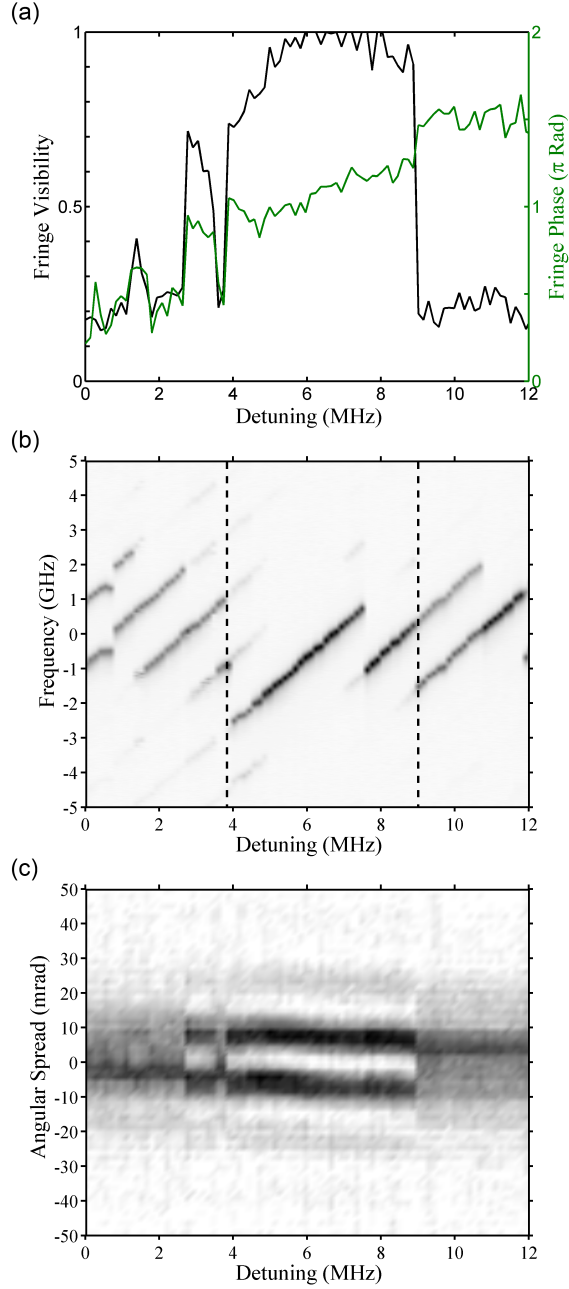 (a)
1
0.5
0
Fringe Visibility
2
1
0
Fringe Phase (π Rad)
0 2 4 6 8 10 12
Detuning (MHz)
(b)
5
4
3
2
1
0
-1
-2
-3
-4
-5
Frequency (GHz)
0 2 4 6 8 10 12
Detuning (MHz)
(c)
50
40
30
20
10
0
-10
-20
-30
-40
-50
Angular Spread (mrad)
0 2 4 6 8 10 12
Detuning (MHz)